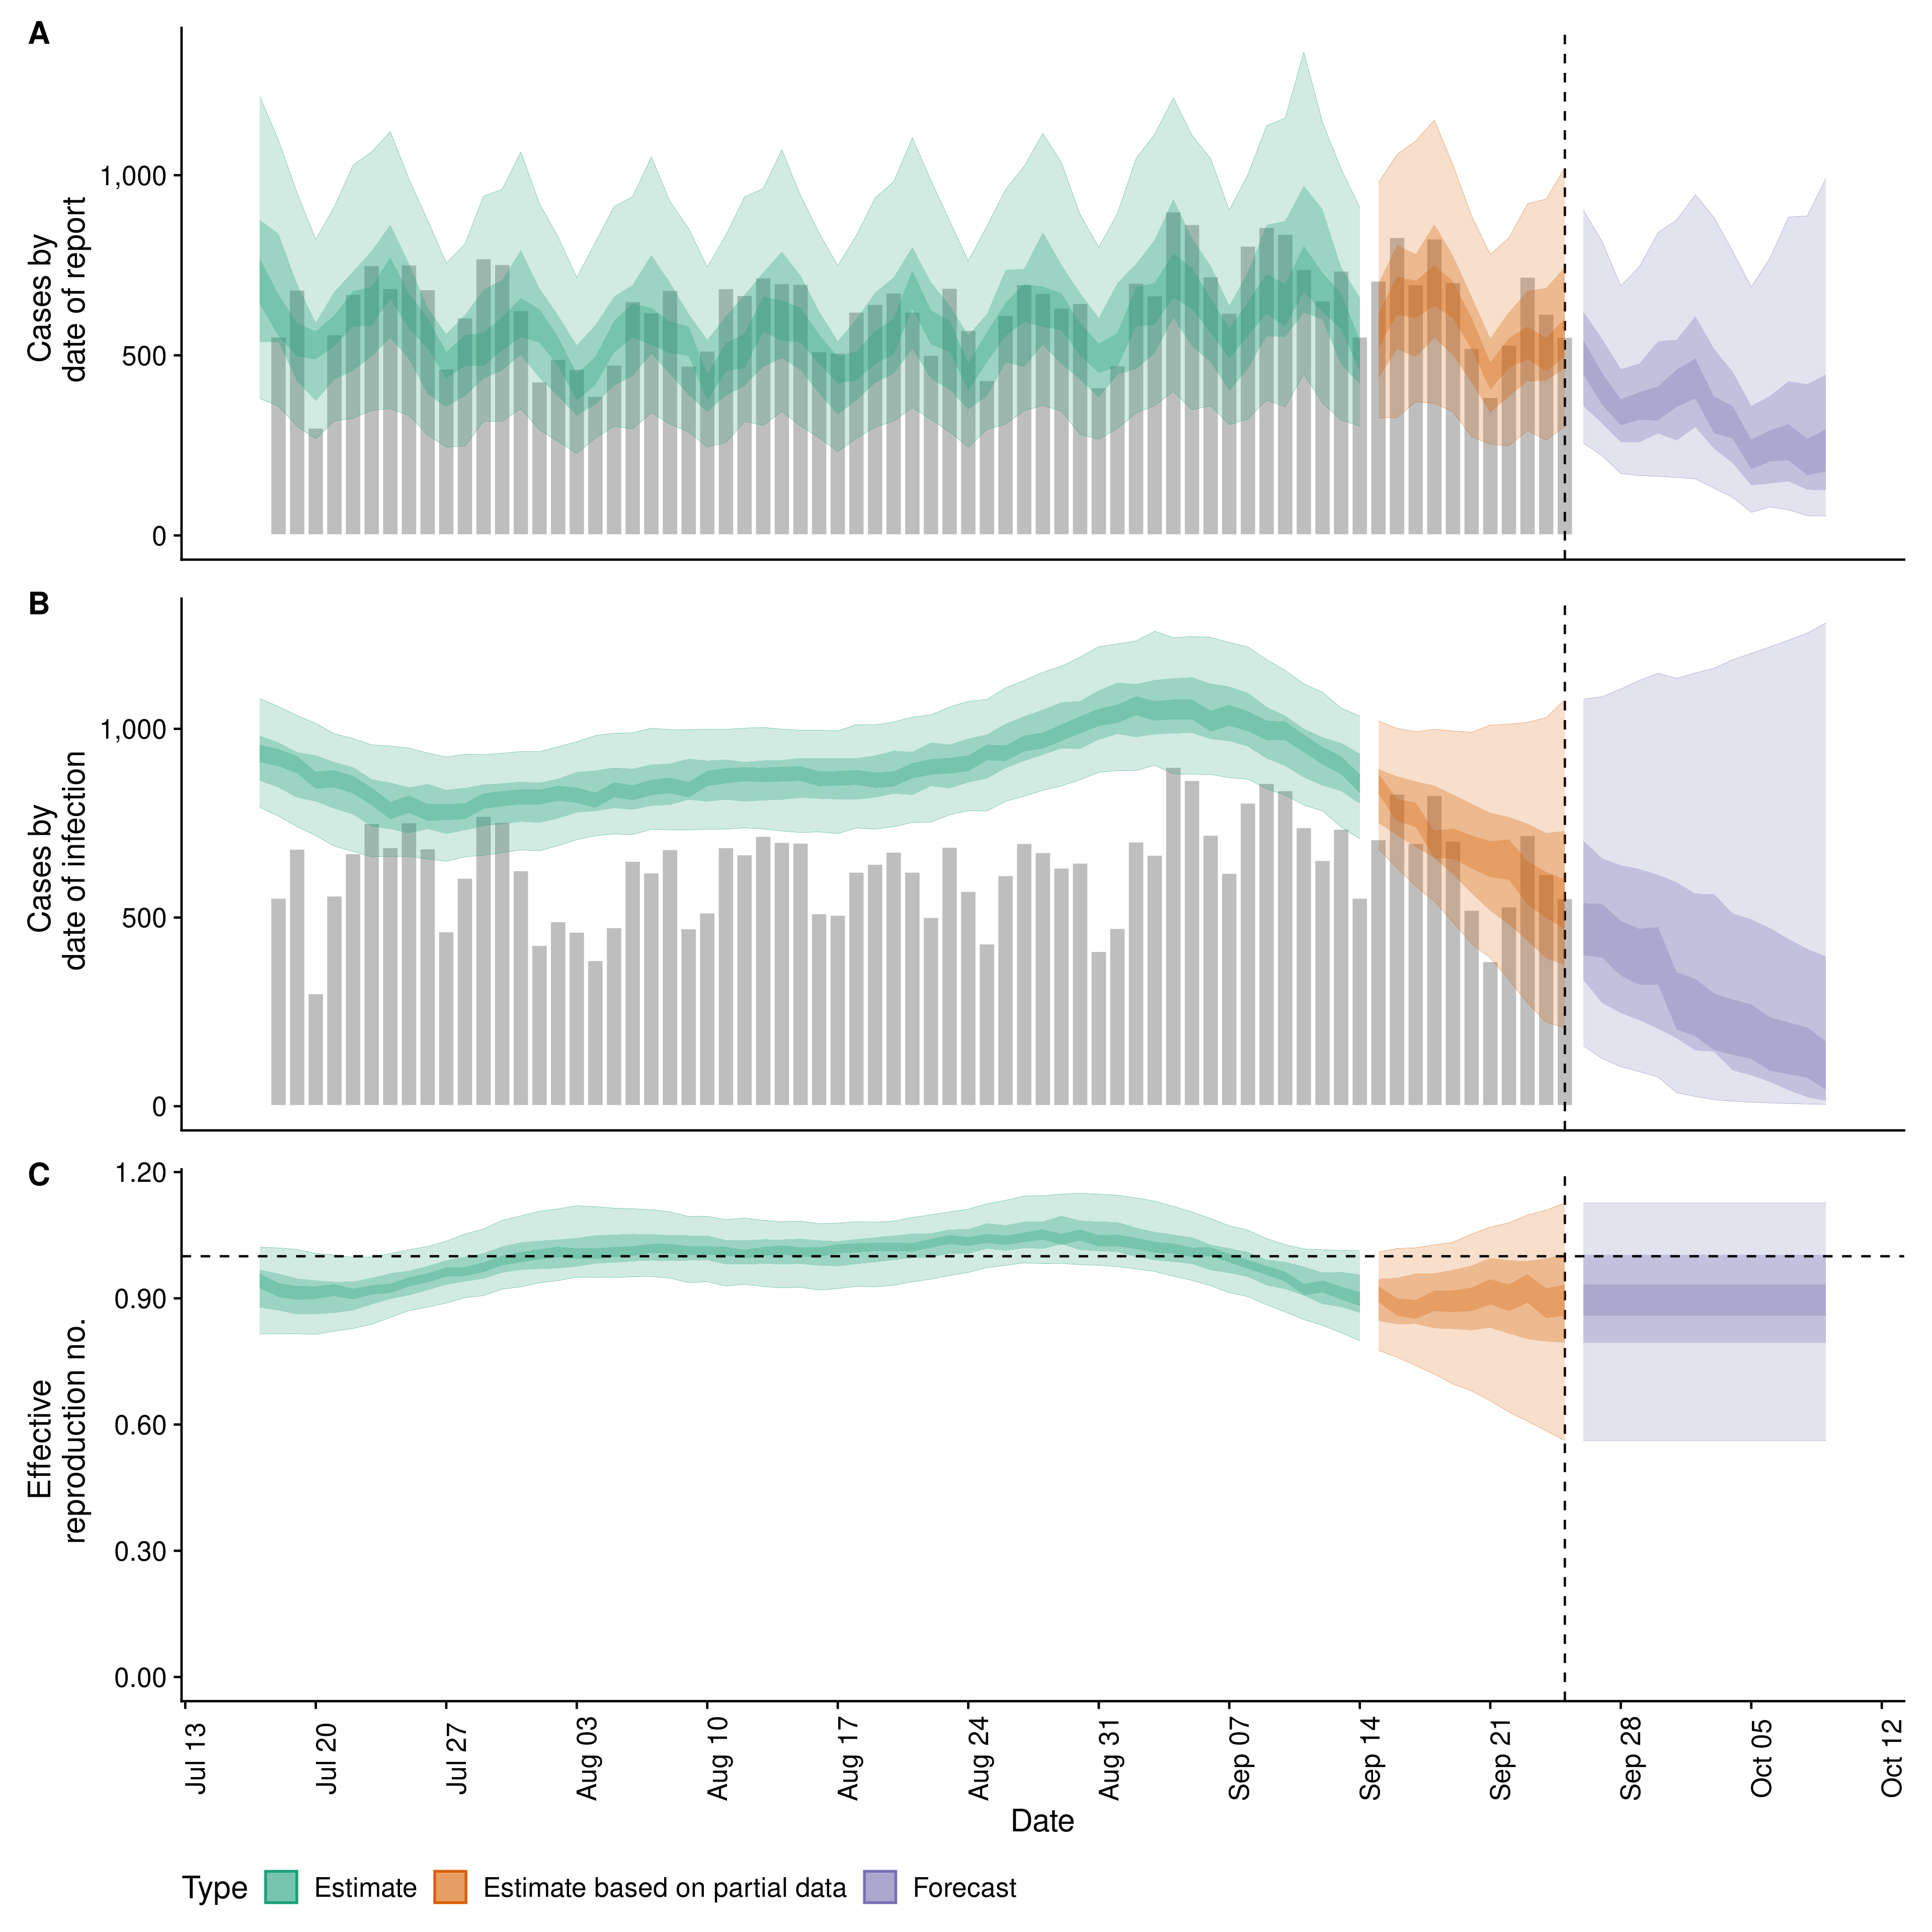 A
Cases by
date of report
1,000
500
0
B
Cases by
date of infection
1,000
500
0
C
Effective
reproduction no.
1.20
0.90
0.60
0.30
0.00
Jul 13
Jul 20
Jul 27
Aug 03
Aug 10
Aug 17
Aug 24
Aug 31
Sep 07
Sep 14
Sep 21
Sep 28
Oct 05
Oct 12
Date
Type Estimate Estimate based on partial data Forecast